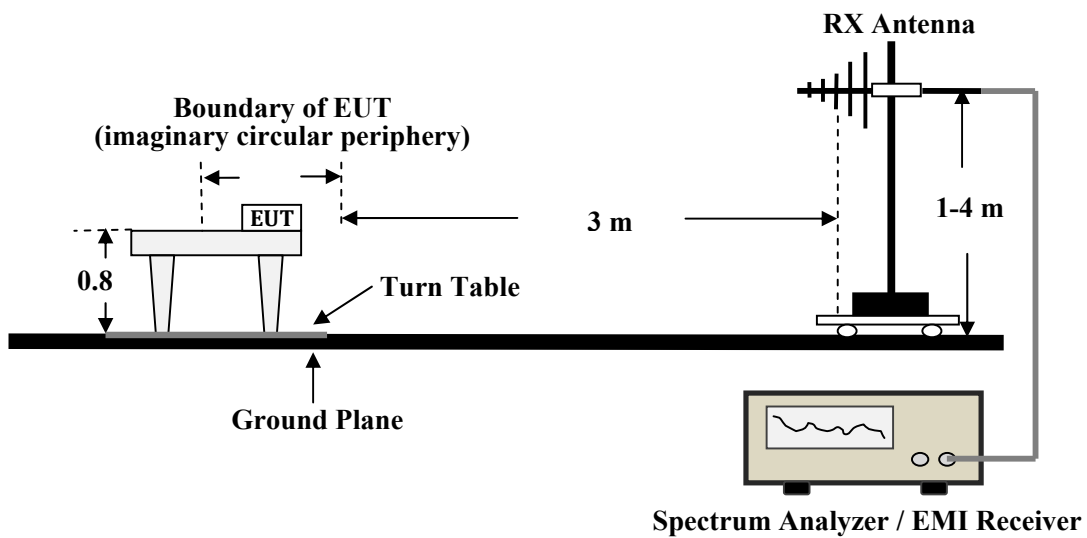 RX Antenna
Boundary of EUT
(imaginary circular periphery)
EUT
3 m
1-4 m
0.8
Turn Table
Ground Plane
Spectrum Analyzer / EMI Receiver